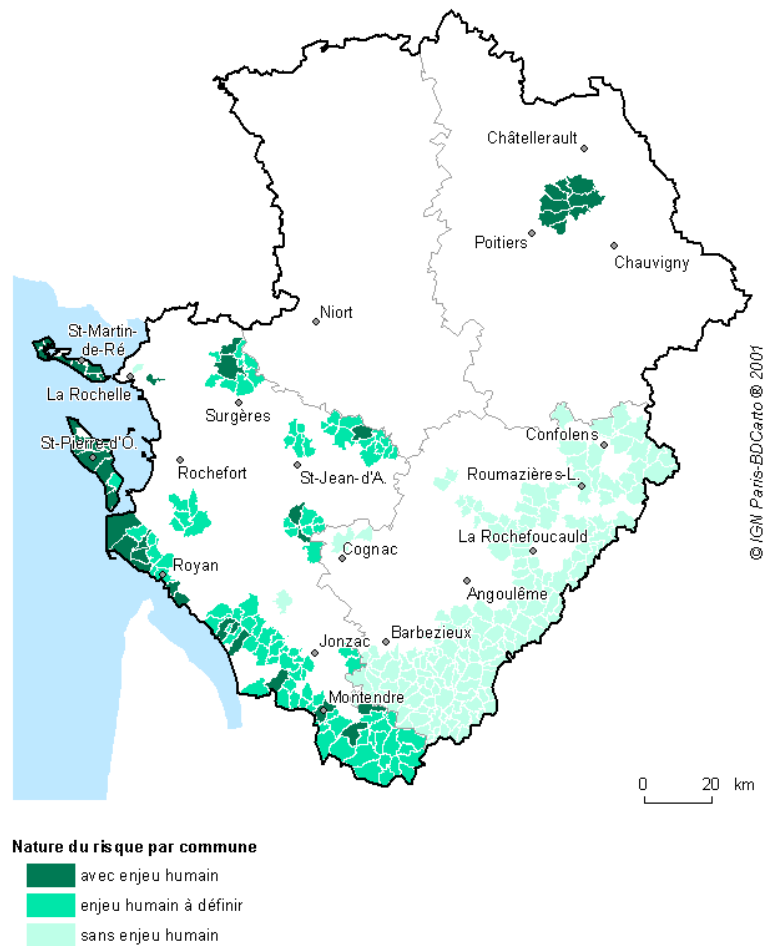 Châtellerault
Poitiers
Chauvigny
Niort
St-Martin-
de-Ré
La Rochelle
Surgères
St-Pierre-d'O.
Rochefort
St-Jean-d'A.
Confolens
Roumazières-L.
La Rochefoucauld
Cognac
Royan
Angoulême
Jonzac
Barbezieux
Montendre
© IGN Paris-BDCarto ® 2001
0 20 km
Nature du risque par commune
avec enjeu humain
enjeu humain à définir
sans enjeu humain